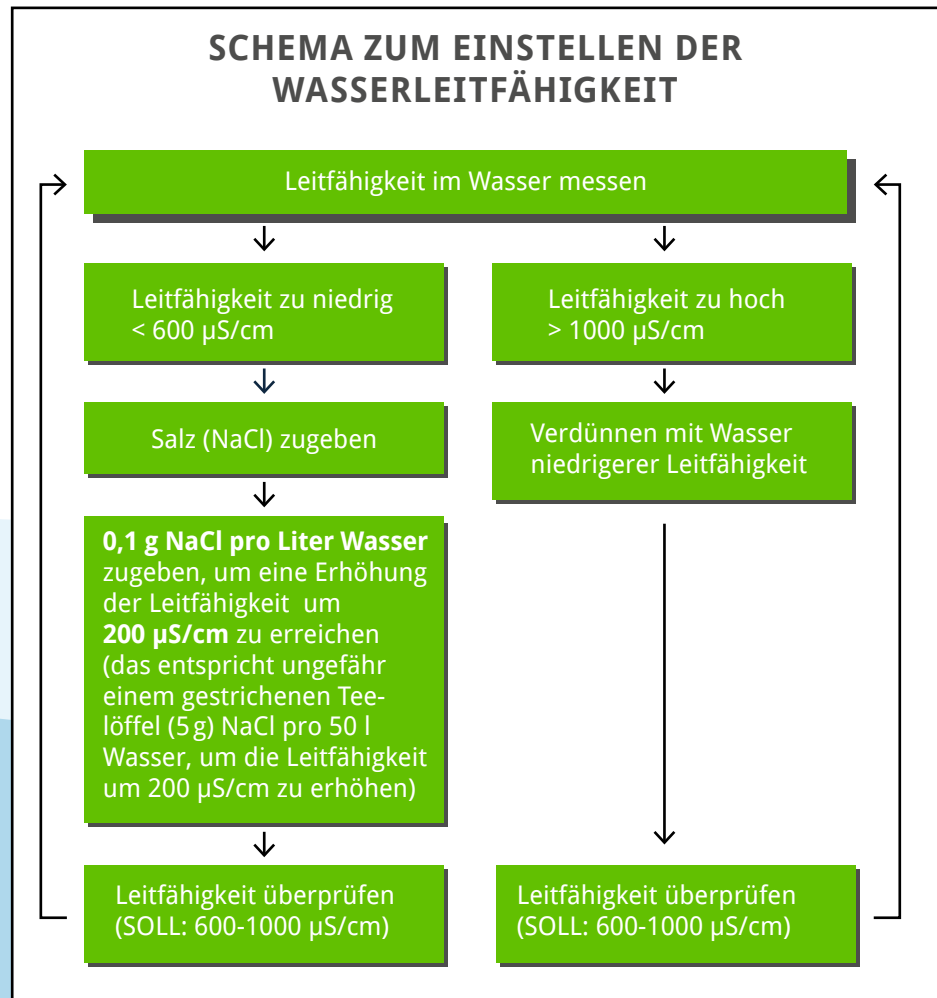 SCHEMA ZUM EINSTELLEN DER
WASSERLEITFÄHIGKEIT
Leitfähigkeit im Wasser messen
Leitfähigkeit zu niedrig
< 600 µS/cm
Salz (NaCl) zugeben
0,1 g NaCl pro Liter Wasser
zugeben, um eine Erhöhung
der Leitfähigkeit um
200 µS/cm zu erreichen
(das entspricht ungefähr
einem gestrichenen Tee-
löffel (5 g) NaCl pro 50 l
Wasser, um die Leitfähigkeit
um 200 µS/cm zu erhöhen)
Leitfähigkeit überprüfen
(SOLL: 600-1000 µS/cm)
Leitfähigkeit zu hoch
> 1000 µS/cm
Verdünnen mit Wasser
niedrigerer Leitfähigkeit
Leitfähigkeit überprüfen
(SOLL: 600-1000 µS/cm)